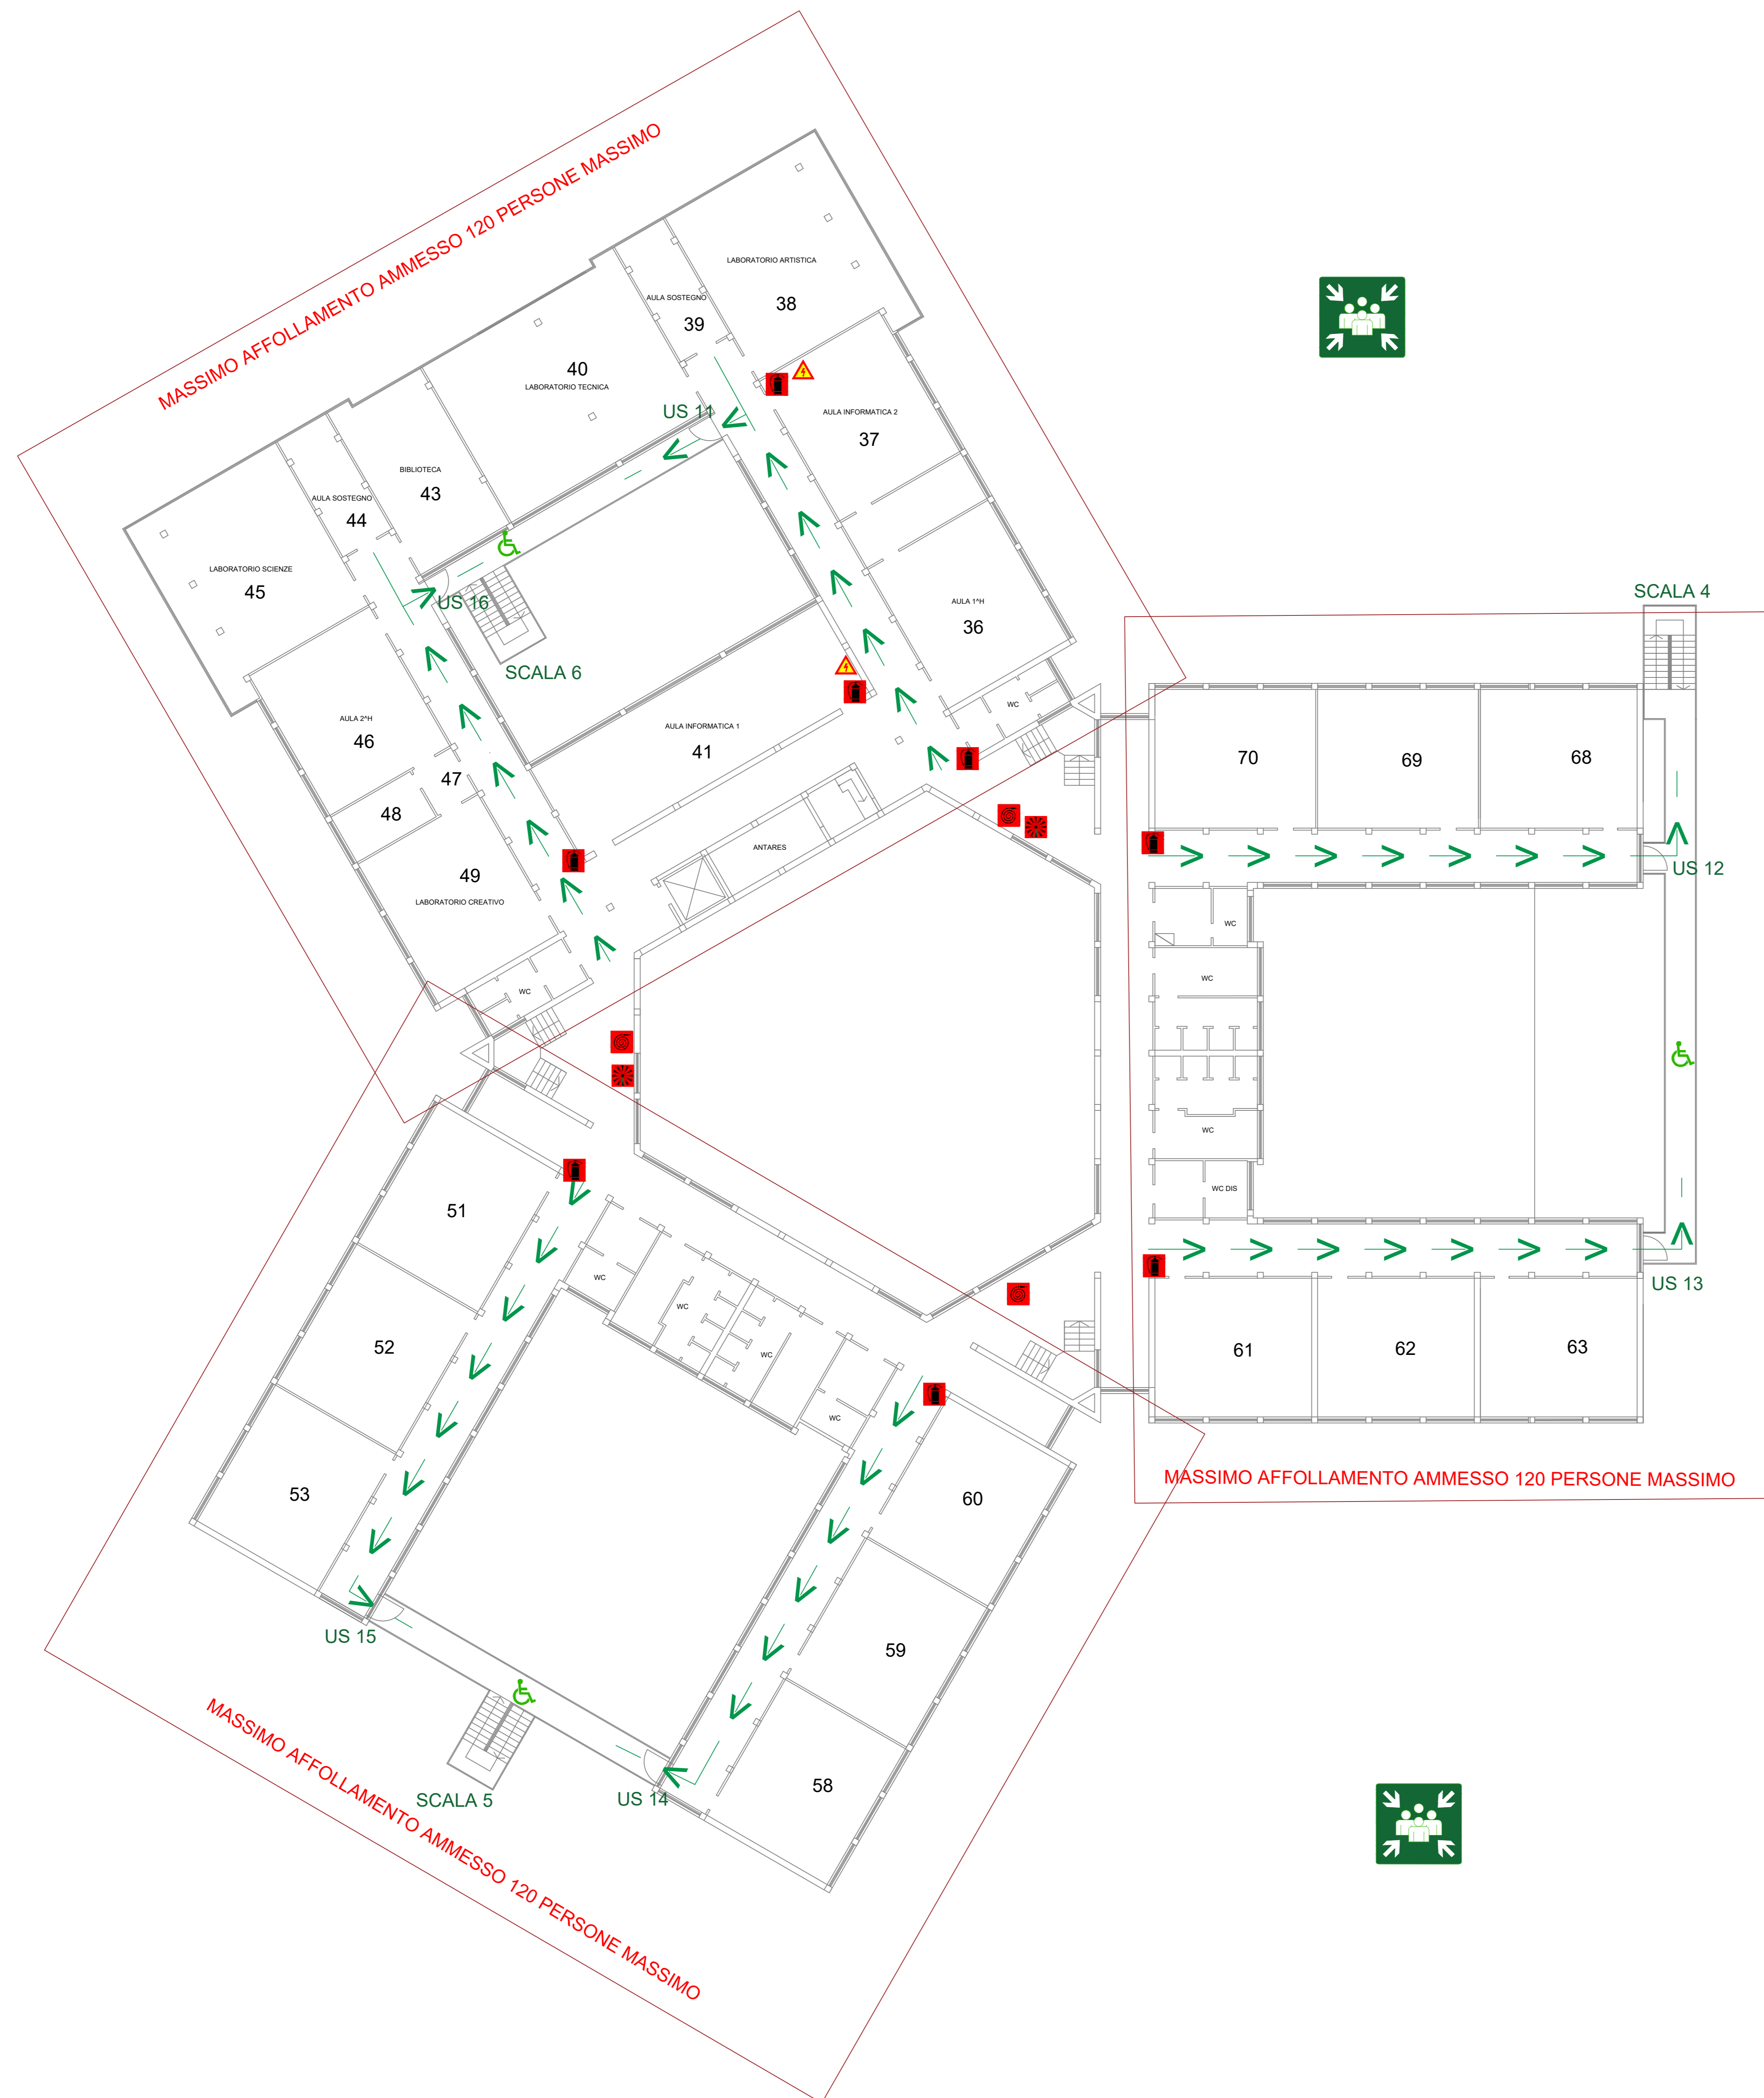 MASSIMO AFFOLLAMENTO AMMESSO 120 PERSONE MASSIMO
LABORATORIO ARTISTICA
38
AULA SOSTEGNO
39
40
LABORATORIO TECNICA
US 11
AULA INFORMATICA 2
37
BIBLIOTECA
43
AULA SOSTEGNO
44
LABORATORIO SCIENZE
45
US 16
AULA 1^H
36
SCALA 6
WC
AULA 2^H
46
AULA INFORMATICA 1
41
47
48
ANTARES
49
LABORATORIO CREATIVO
WC
SCALA 4
70
69
68
US 12
WC
WC
WC
WC DIS
US 13
61
62
63
MASSIMO AFFOLLAMENTO AMMESSO 120 PERSONE MASSIMO
51
WC
WC
52
WC
WC
53
60
59
US 15
58
SCALA 5
US 14
MASSIMO AFFOLLAMENTO AMMESSO 120 PERSONE MASSIMO